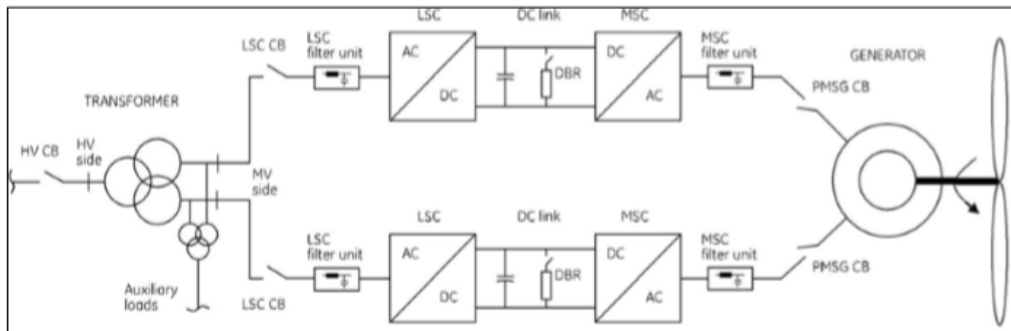 LSC
DC link
MSC
LSC CB
LSC
filter unit
AC
DC
DBR
DC
AC
MSC
filter unit
GENERATOR
PMSG CB
TRANSFORMER
HV CB
HV
side
MV
side
LSC
DC link
MSC
LSC
filter unit
AC
DC
DBR
DC
AC
MSC
filter unit
PMSG CB
Auxiliary
loads
LSC CB